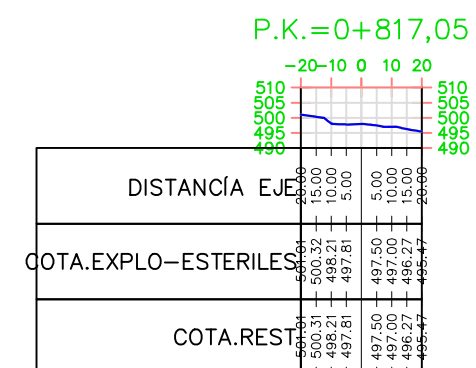 P.K.=0+817,05
-20 -10 0 10 20
510 510
505 505
500 500
495 495
490 490
DISTANCÍA EJE 20.00 15.00 10.00 5.00 5.00 10.00 15.00 20.00
COTA.EXPLO-ESTERILES 501.01 500.32 498.21 497.81 497.50 497.00 496.27 495.47
COTA.REST 501.01 500.31 498.21 497.81 497.50 497.00 496.27 495.47